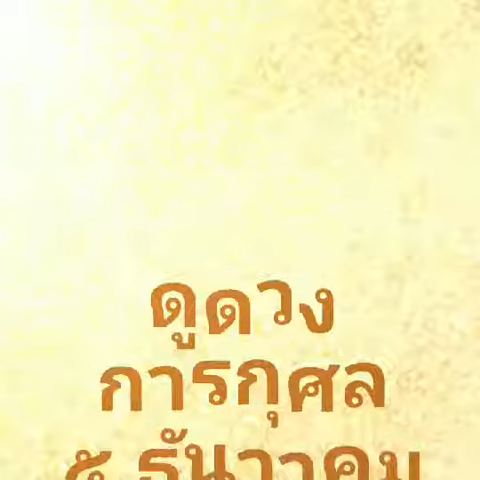 ดูดวง
การกุศล
๕ ธันวาคม